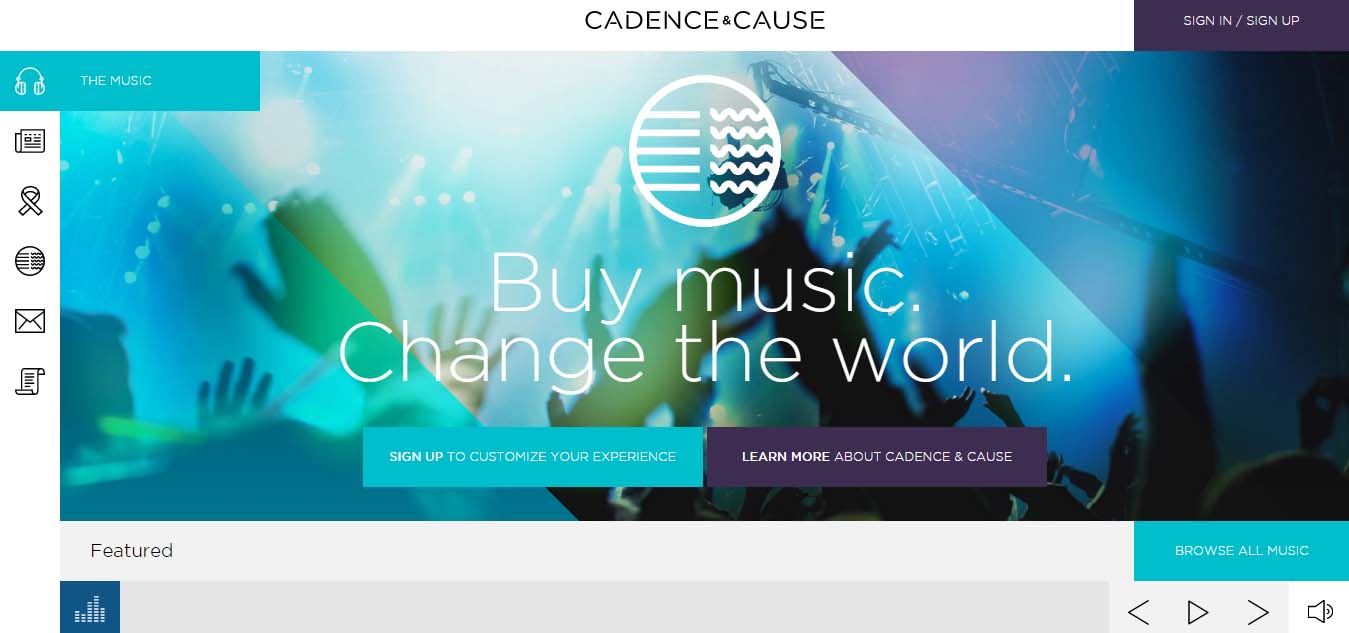 CADENCE & CAUSE
SIGN IN / SIGN UP
THE MUSIC
Buy music.
Change the world.
SIGN UP TO CUSTOMIZE YOUR EXPERIENCE
LEARN MORE ABOUT CADENCE & CAUSE
Featured
BROWSE ALL MUSIC